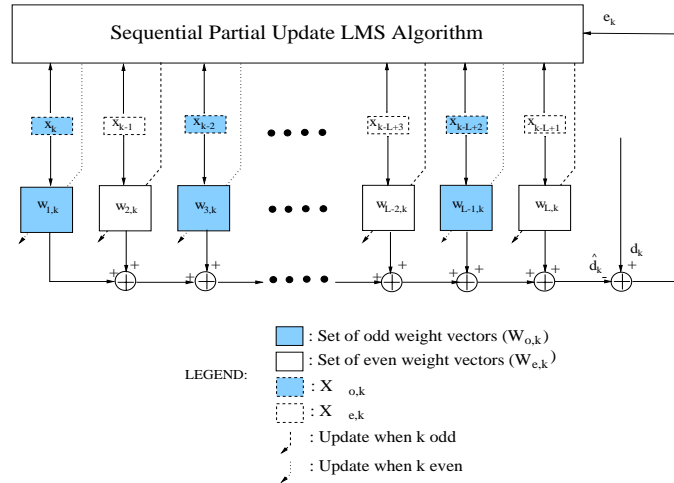 Sequential Partial Update LMS Algorithm
e_k
x_k x_{k-1} x_{k-2} x_{k-L+3} x_{k-L+2} x_{k-L+1}
w_{1,k} w_{2,k} w_{3,k} w_{L-2,k} w_{L-1,k} w_{L,k}
d̂_k d_k
+ + + + + + + + + + - +
LEGEND:
: Set of odd weight vectors (W_{o,k})
: Set of even weight vectors (W_{e,k})
: X_{o,k}
: X_{e,k}
: Update when k odd
: Update when k even